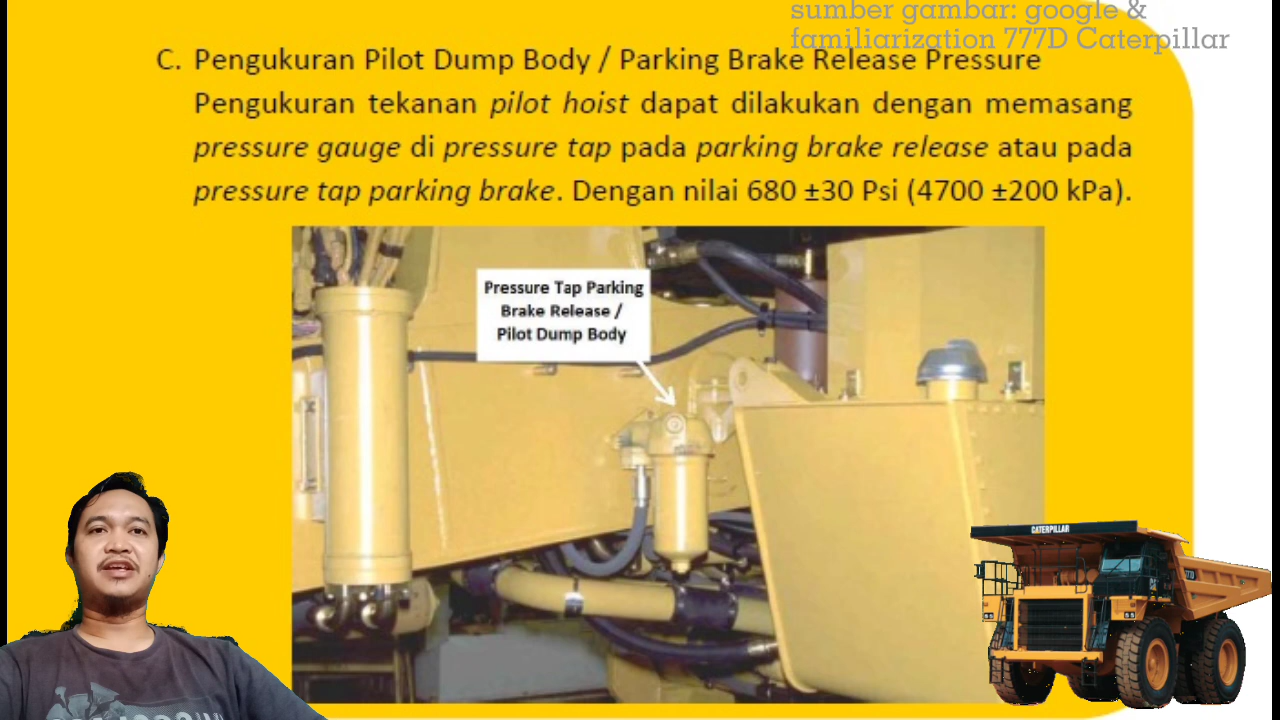 sumber gambar: google &
familiarization 777D Caterpillar
C. Pengukuran Pilot Dump Body / Parking Brake Release Pressure
Pengukuran tekanan pilot hoist dapat dilakukan dengan memasang
pressure gauge di pressure tap pada parking brake release atau pada
pressure tap parking brake. Dengan nilai 680 ±30 Psi (4700 ±200 kPa).
Pressure Tap Parking
Brake Release /
Pilot Dump Body
CATERPILLAR